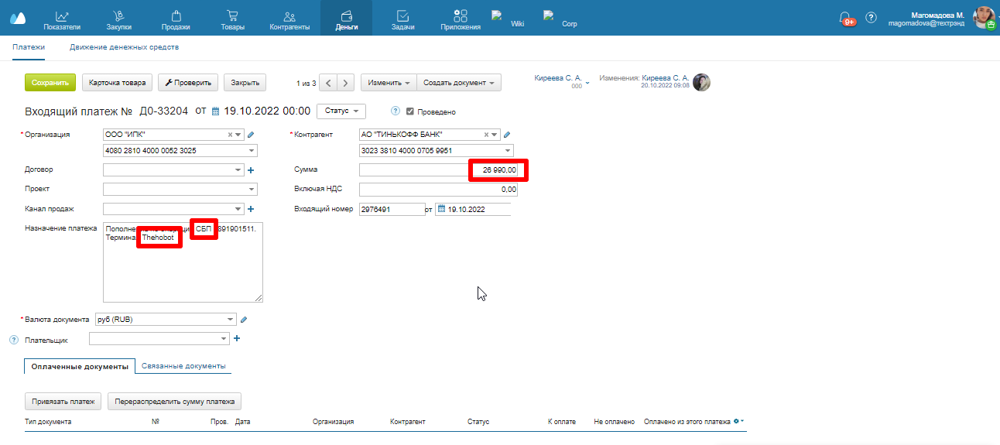 Показатели Закупки Продажи Товары Контрагенты Деньги Задачи Приложения Wiki Corp 9+ ? Магомадова М.
magomadova@техтрэнд
Платежи Движение денежных средств
Сохранить Карточка товара Проверить Закрыть 1 из 3 Изменить Создать документ Киреева С. А. Изменения: Киреева С. А.
000 20.10.2022 09:08
Входящий платеж № Д0-33204 от 19.10.2022 00:00 Статус ? Проведено
* Организация ООО "ИПК" * Контрагент АО "ТИНЬКОФФ БАНК"
4080 2810 4000 0052 3025 3023 3810 4000 0705 9951
Договор Сумма 26 990,00
Проект Включая НДС 0,00
Канал продаж Входящий номер 2976491 от 19.10.2022
Назначение платежа СБП 891901511.
Thehobot
* Валюта документа руб (RUB)
? Плательщик
Оплаченные документы Связанные документы
Привязать платеж Перераспределить сумму платежа
Тип документа № Пров. Дата Организация Контрагент Статус К оплате Не оплачено Оплачено из этого платежа